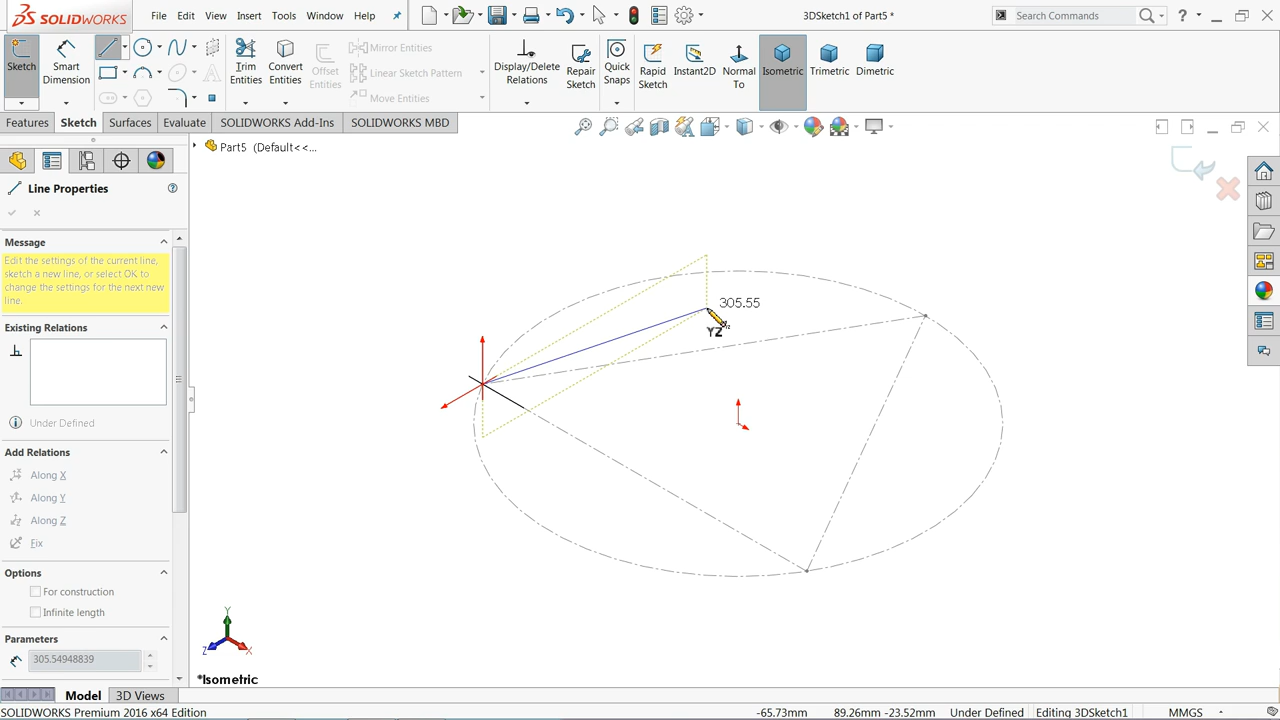 SOLIDWORKS
File Edit View Insert Tools Window Help
3DSketch1 of Part5 *
Search Commands
?
Sketch
Smart Dimension
Trim Entities
Convert Entities
Offset Entities
Mirror Entities
Linear Sketch Pattern
Move Entities
Display/Delete Relations
Repair Sketch
Quick Snaps
Rapid Sketch
Instant2D
Normal To
Isometric
Trimetric
Dimetric
Features Sketch Surfaces Evaluate SOLIDWORKS Add-Ins SOLIDWORKS MBD
Part5 (Default<<...
Line Properties
Message
Edit the settings of the current line,
sketch a new line, or select OK to
change the settings for the next new
line.
Existing Relations
Under Defined
Add Relations
Along X
Along Y
Along Z
Fix
Options
For construction
Infinite length
Parameters
305.54948839
305.55
YZ
Y
Z
X
*Isometric
Model 3D Views
SOLIDWORKS Premium 2016 x64 Edition
-65.73mm 89.26mm -23.52mm Under Defined Editing 3DSketch1 MMGS